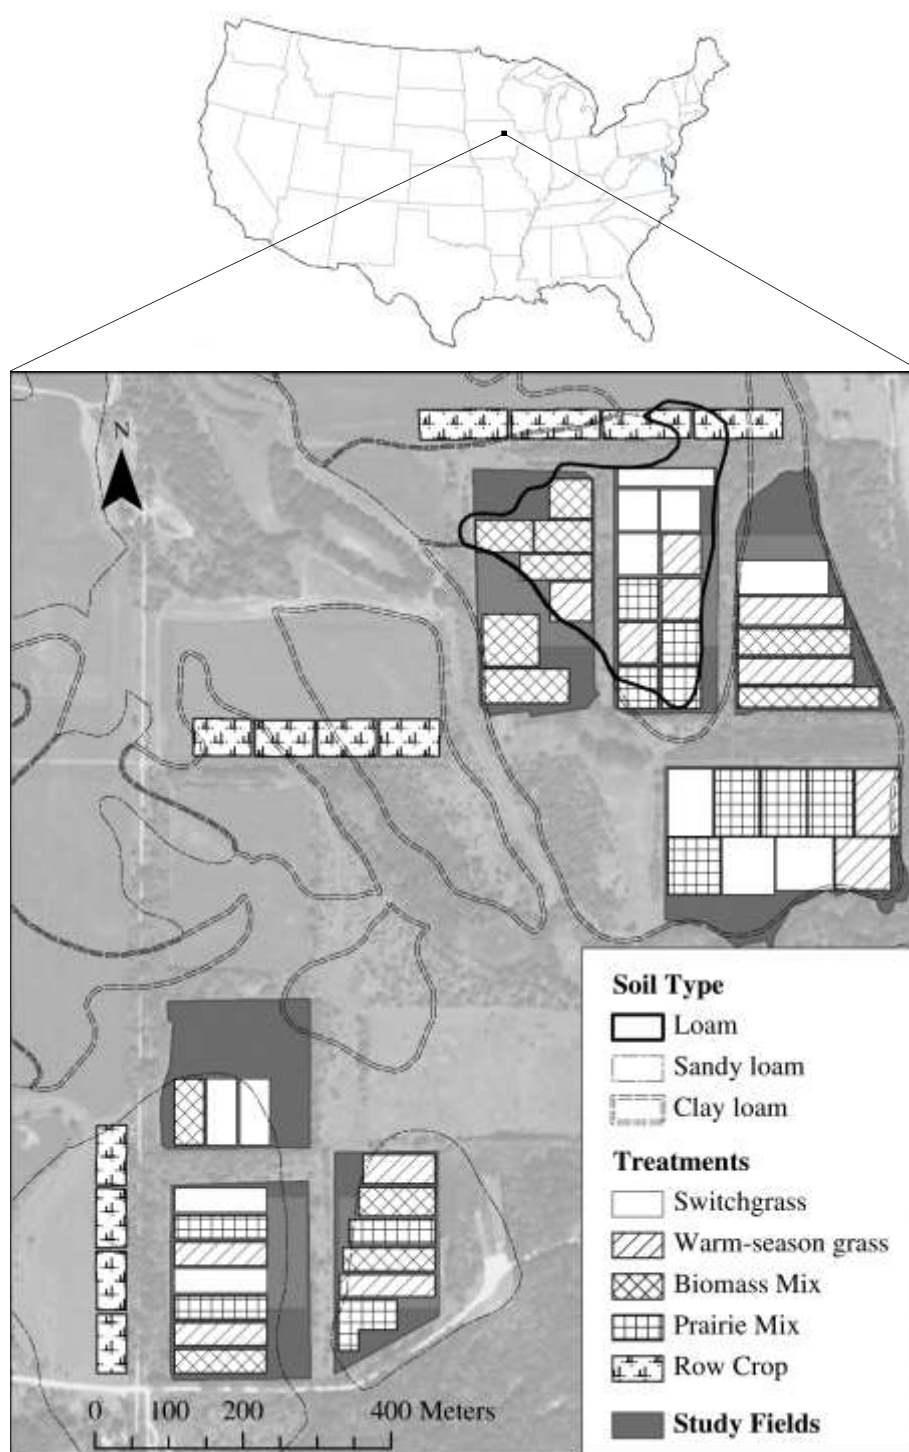 N
Soil Type
Loam
Sandy loam
Clay loam
Treatments
Switchgrass
Warm-season grass
Biomass Mix
Prairie Mix
Row Crop
Study Fields
0 100 200 400 Meters